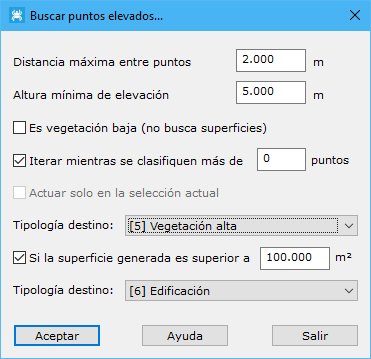 Buscar puntos elevados...
Distancia máxima entre puntos 2.000 m
Altura mínima de elevación 5.000 m
Es vegetación baja (no busca superficies)
Iterar mientras se clasifiquen más de 0 puntos
Actuar solo en la selección actual
Tipología destino: [5] Vegetación alta
Si la superficie generada es superior a 100.000 m²
Tipología destino: [6] Edificación
Aceptar Ayuda Salir